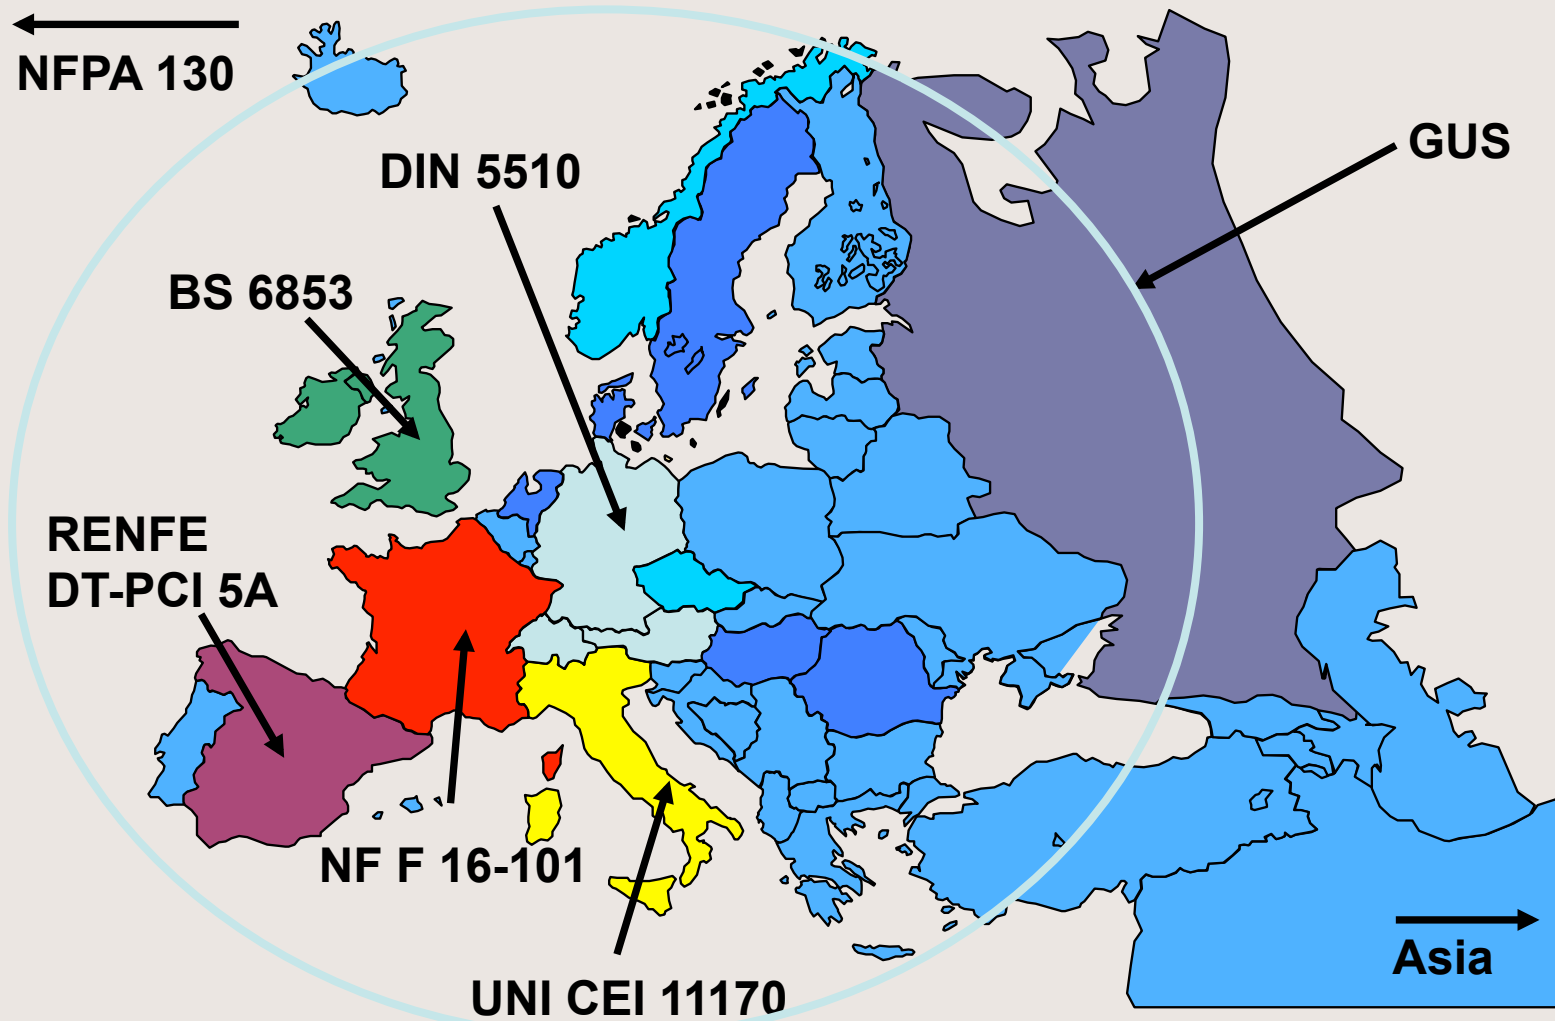 NFPA 130
GUS
DIN 5510
BS 6853
RENFE
DT-PCI 5A
NF F 16-101
Asia
UNI CEI 11170